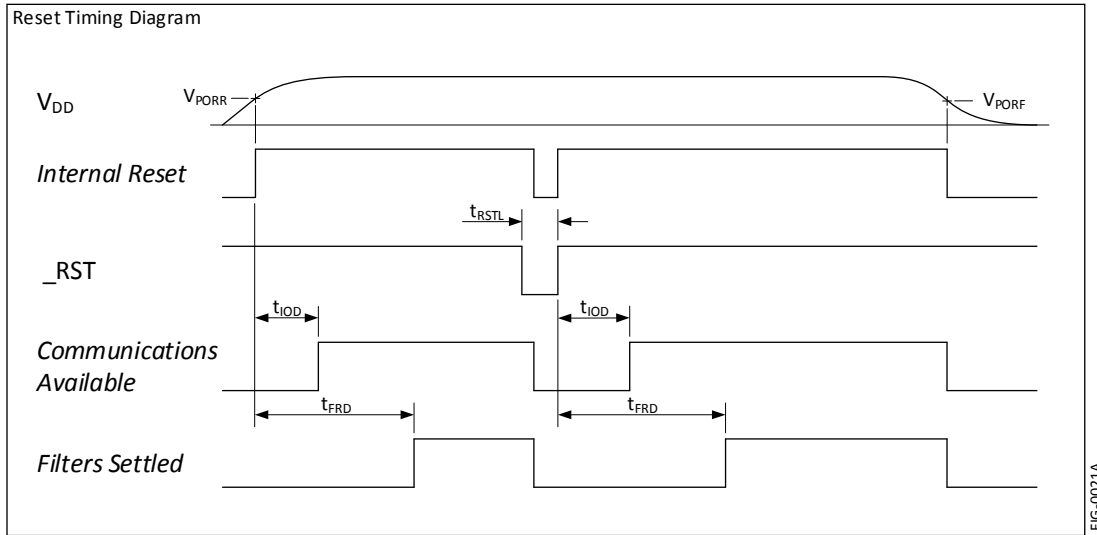 Reset Timing Diagram
VDD
VPORR
VPORF
Internal Reset
tRSTL
_RST
tIOD
tIOD
Communications
Available
tFRD
tFRD
Filters Settled
FIG-0021A